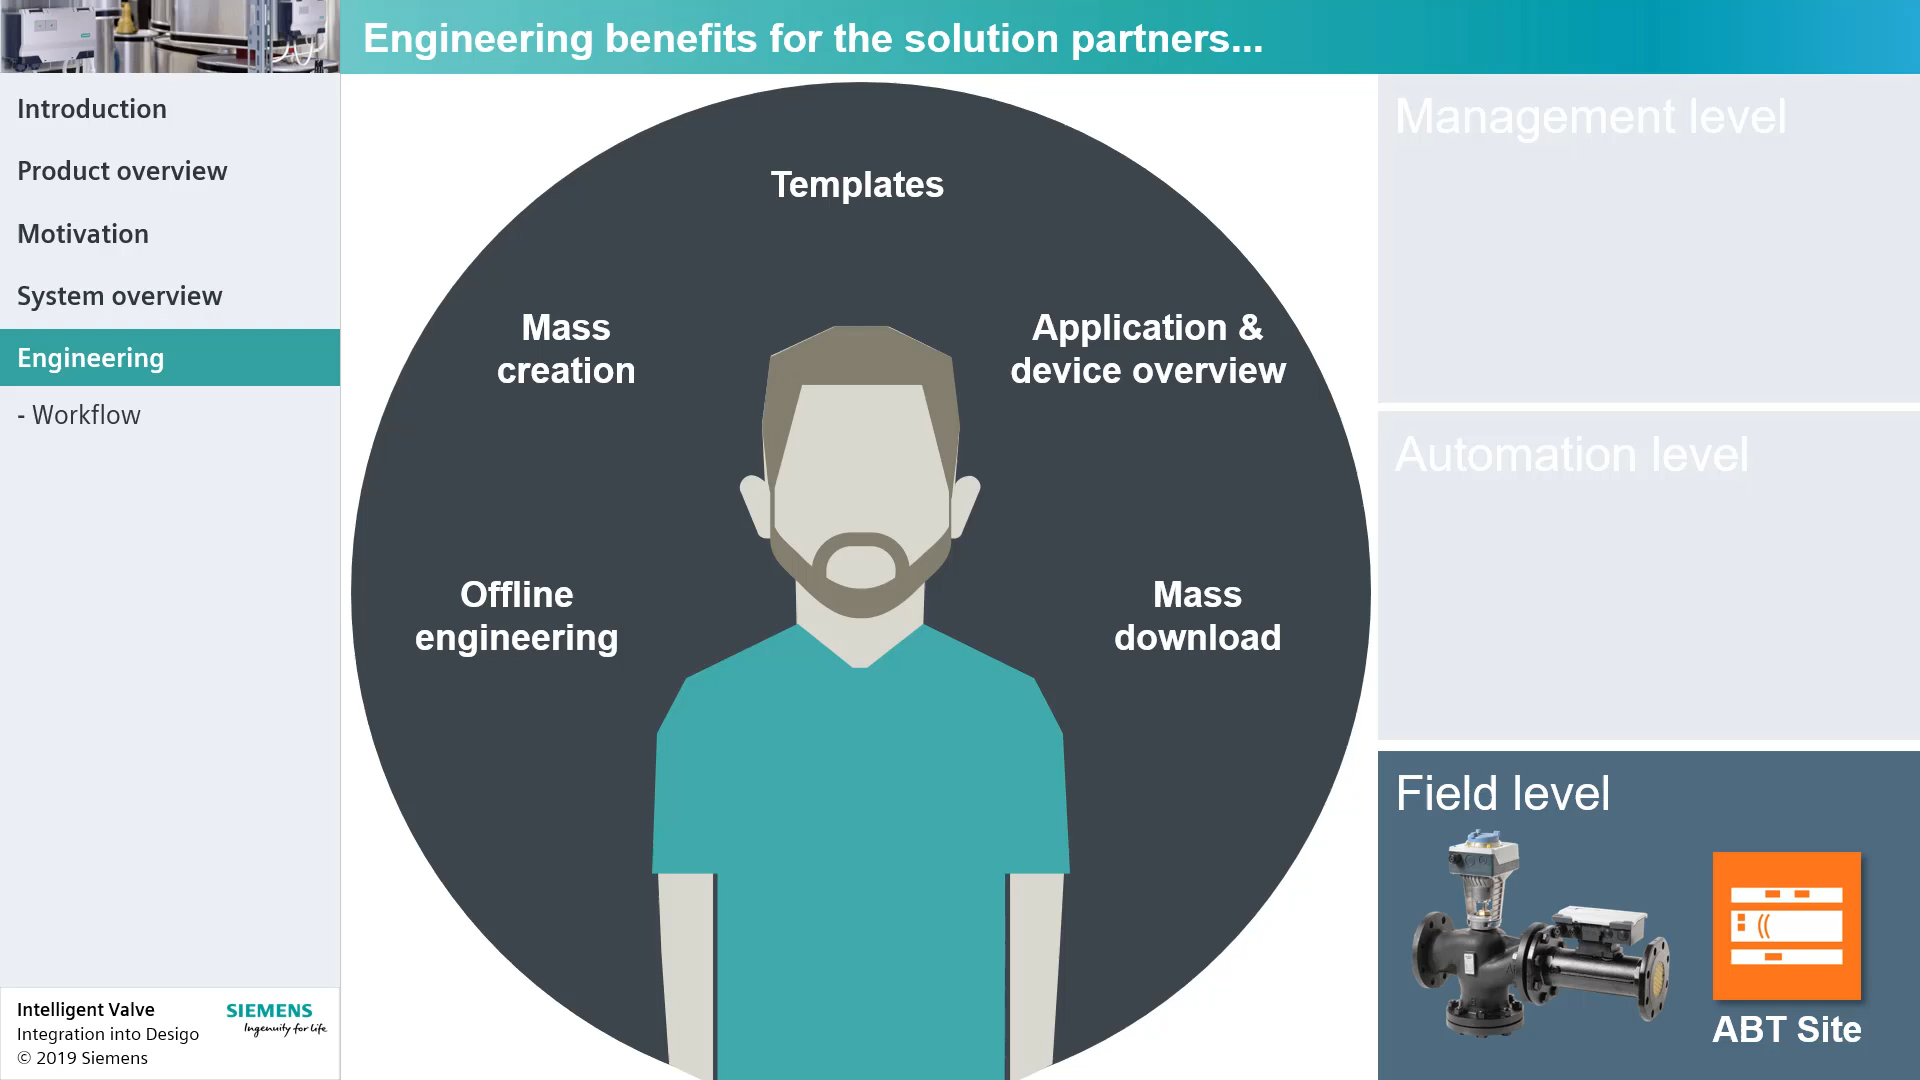 Engineering benefits for the solution partners...
Introduction
Product overview
Motivation
System overview
Engineering
- Workflow
Templates
Mass
creation
Application &
device overview
Offline
engineering
Mass
download
Management level
Automation level
Field level
ABT Site
Intelligent Valve
Integration into Desigo
© 2019 Siemens
SIEMENS
Ingenuity for life